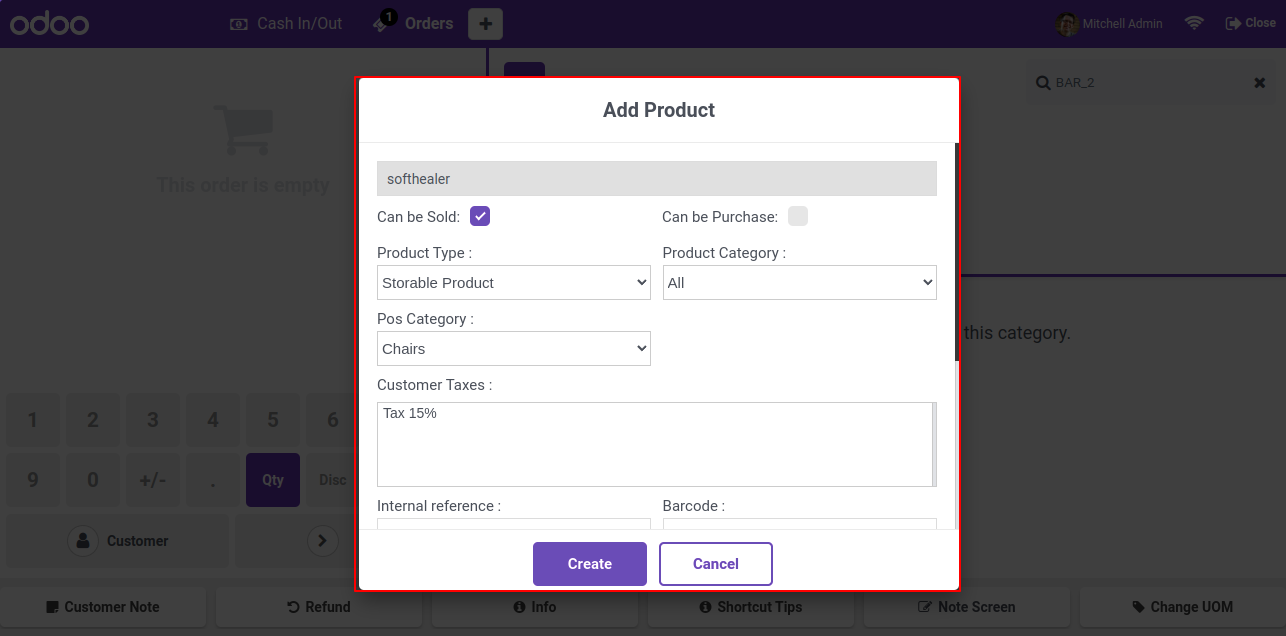 odoo Cash In/Out 1 Orders + Mitchell Admin Close
BAR_2
This order is empty
this category.
Add Product
softhealer
Can be Sold: Can be Purchase:
Product Type : Product Category :
Storable Product All
Pos Category :
Chairs
Customer Taxes :
Tax 15%
Internal reference : Barcode :
Create Cancel
1 2 3 4 5 6
9 0 +/- . Qty Disc
Customer
Customer Note Refund Info Shortcut Tips Note Screen Change UOM